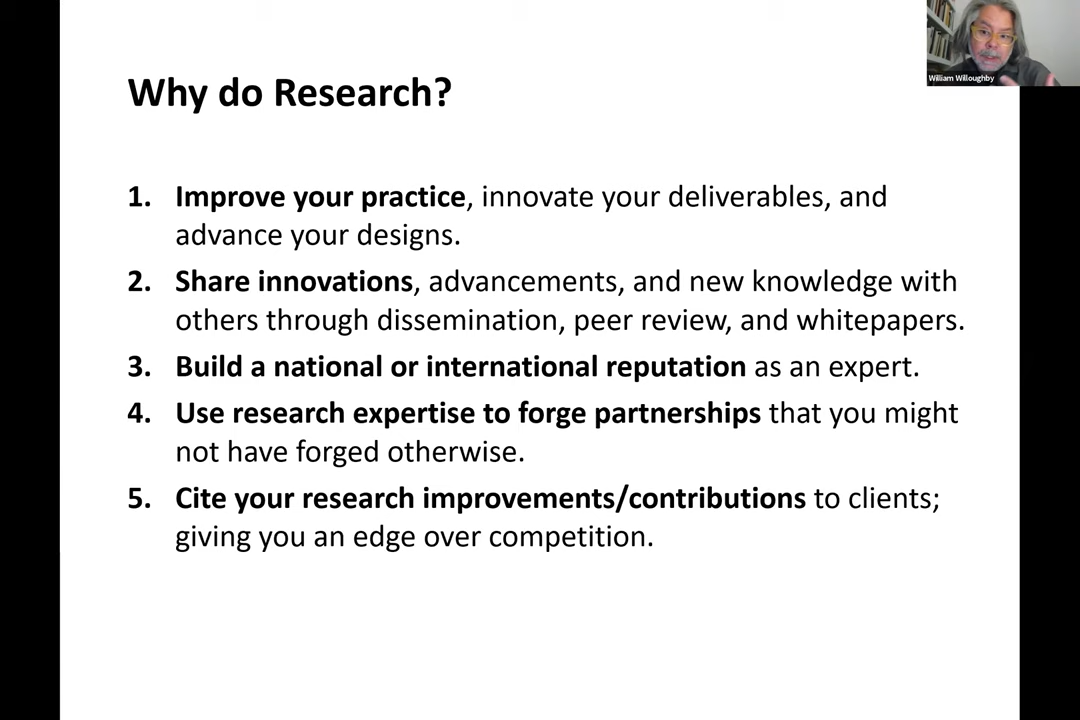 Why do Research?
William Willoughby
1. Improve your practice, innovate your deliverables, and
advance your designs.
2. Share innovations, advancements, and new knowledge with
others through dissemination, peer review, and whitepapers.
3. Build a national or international reputation as an expert.
4. Use research expertise to forge partnerships that you might
not have forged otherwise.
5. Cite your research improvements/contributions to clients;
giving you an edge over competition.